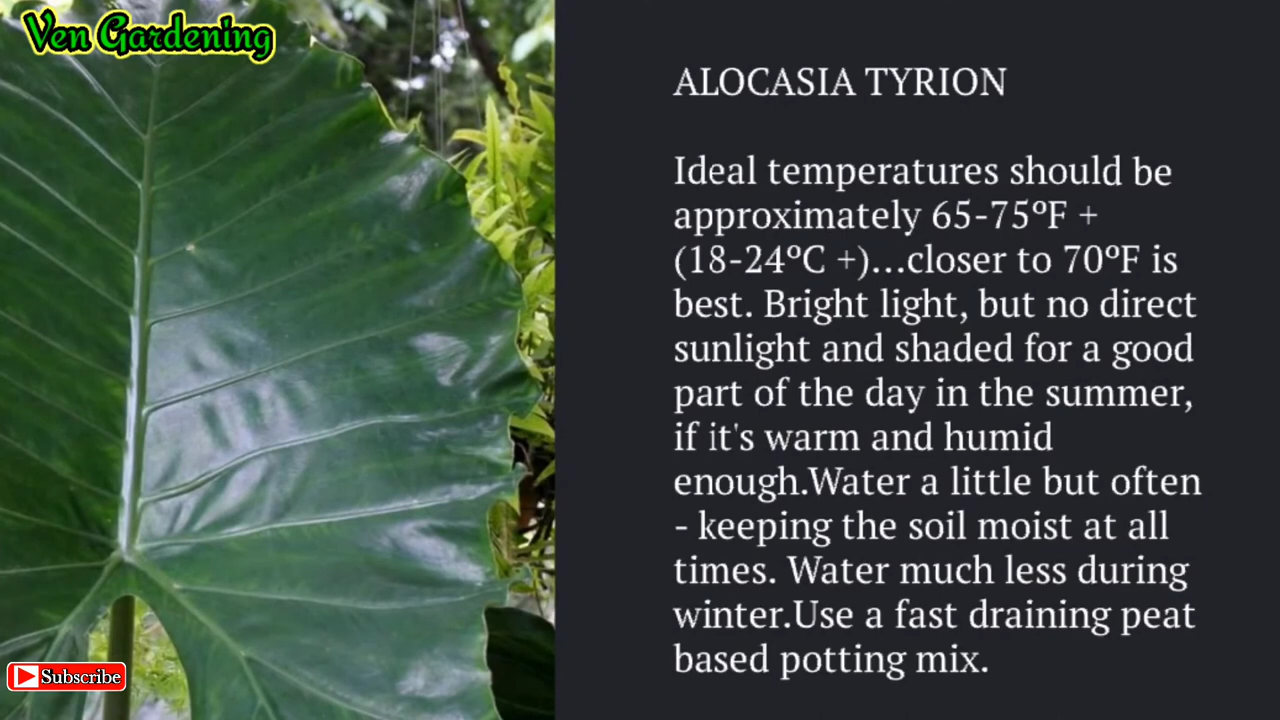 Ven Gardening
ALOCASIA TYRION
Ideal temperatures should be
approximately 65-75ºF +
(18-24ºC +)...closer to 70ºF is
best. Bright light, but no direct
sunlight and shaded for a good
part of the day in the summer,
if it's warm and humid
enough.Water a little but often
- keeping the soil moist at all
times. Water much less during
winter.Use a fast draining peat
based potting mix.
Subscribe